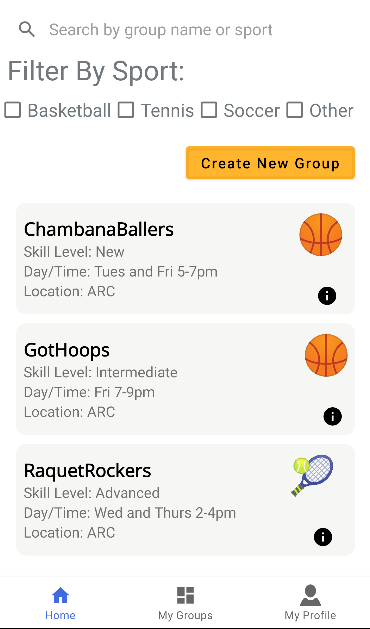 Search by group name or sport
Filter By Sport:
Basketball Tennis Soccer Other
Create New Group
ChambanaBallers
Skill Level: New
Day/Time: Tues and Fri 5-7pm
Location: ARC
GotHoops
Skill Level: Intermediate
Day/Time: Fri 7-9pm
Location: ARC
RaquetRockers
Skill Level: Advanced
Day/Time: Wed and Thurs 2-4pm
Location: ARC
Home My Groups My Profile